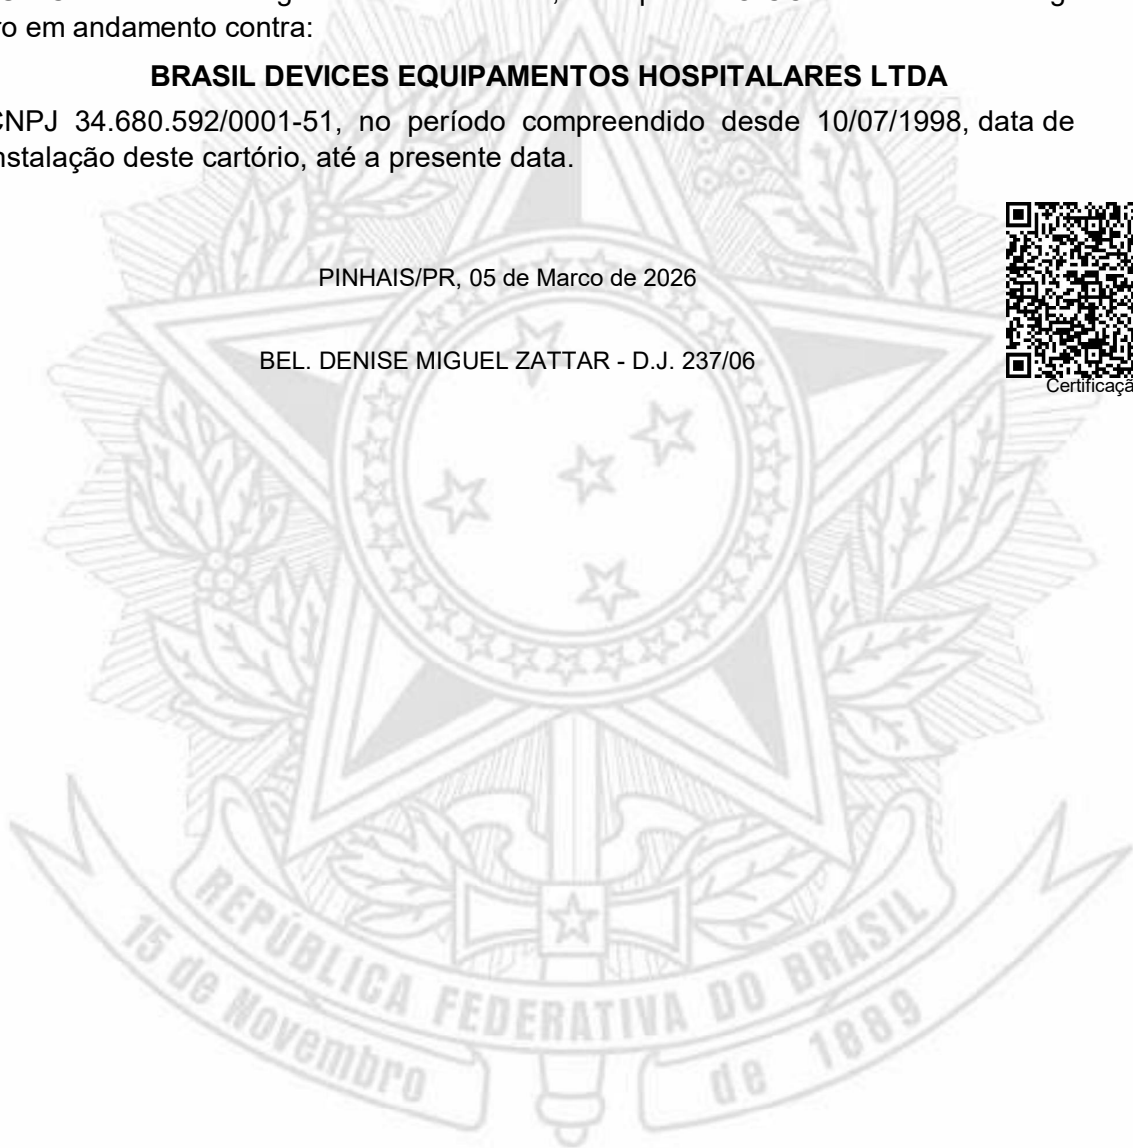 ro em andamento contra:
BRASIL DEVICES EQUIPAMENTOS HOSPITALARES LTDA
CNPJ 34.680.592/0001-51, no período compreendido desde 10/07/1998, data de
nstalação deste cartório, até a presente data.
PINHAIS/PR, 05 de Marco de 2026
BEL. DENISE MIGUEL ZATTAR - D.J. 237/06
Certificaçã
REPÚBLICA FEDERATIVA DO BRASIL
15 de Novembro de 1889